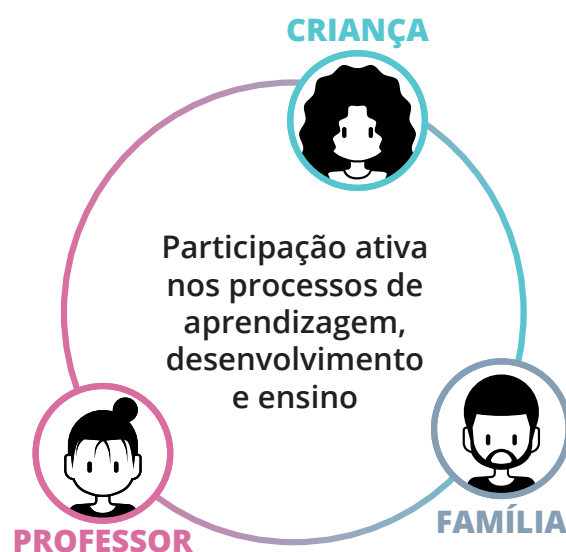 CRIANÇA
Participação ativa
nos processos de
aprendizagem,
desenvolvimento
e ensino
FAMÍLIA
PROFESSOR